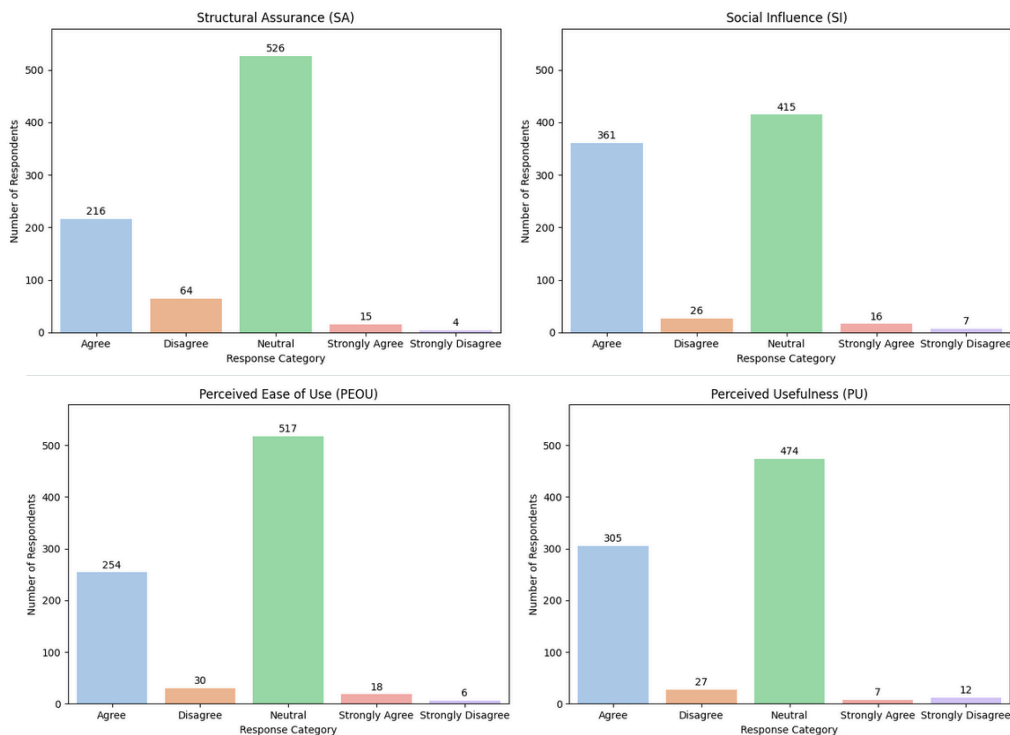 Structural Assurance (SA)
Number of Respondents
500
400
300
200
100
0
216
64
526
15
4
Agree Disagree Neutral Strongly Agree Strongly Disagree
Response Category
Social Influence (SI)
Number of Respondents
500
400
300
200
100
0
361
26
415
16
7
Agree Disagree Neutral Strongly Agree Strongly Disagree
Response Category
Perceived Ease of Use (PEOU)
Number of Respondents
500
400
300
200
100
0
254
30
517
18
6
Agree Disagree Neutral Strongly Agree Strongly Disagree
Response Category
Perceived Usefulness (PU)
Number of Respondents
500
400
300
200
100
0
305
27
474
7
12
Agree Disagree Neutral Strongly Agree Strongly Disagree
Response Category